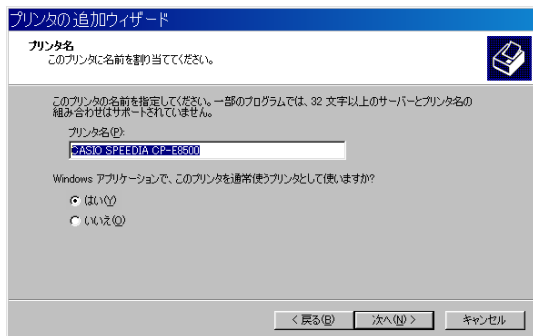 プリンタの追加ウィザード
プリンタ名
このプリンタに名前を割り当ててください。
このプリンタの名前を指定してください。一部のプログラムでは、32 文字以上のサーバーとプリンタ名の
組み合わせはサポートされていません。
プリンタ名(P):
CASIO SPEEDIA CP-E8500
Windows アプリケーションで、このプリンタを通常使うプリンタとして使いますか?
はい(Y)
いいえ(O)
< 戻る(B)
次へ(N) >
キャンセル